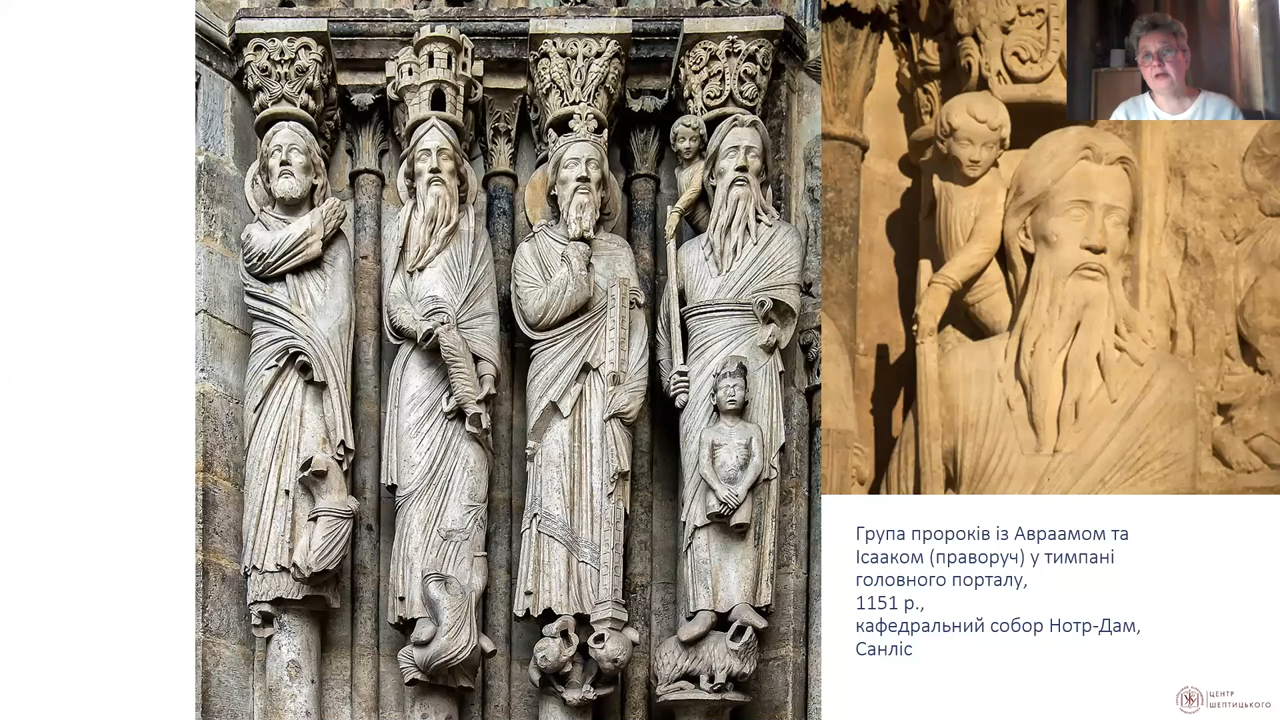 Група пророків із Авраамом та
Ісааком (праворуч) у тимпані
головного порталу,
1151 р.,
кафедральний собор Нотр-Дам,
Санліс
ЦЕНТР
ШЕПТИЦЬКОГО